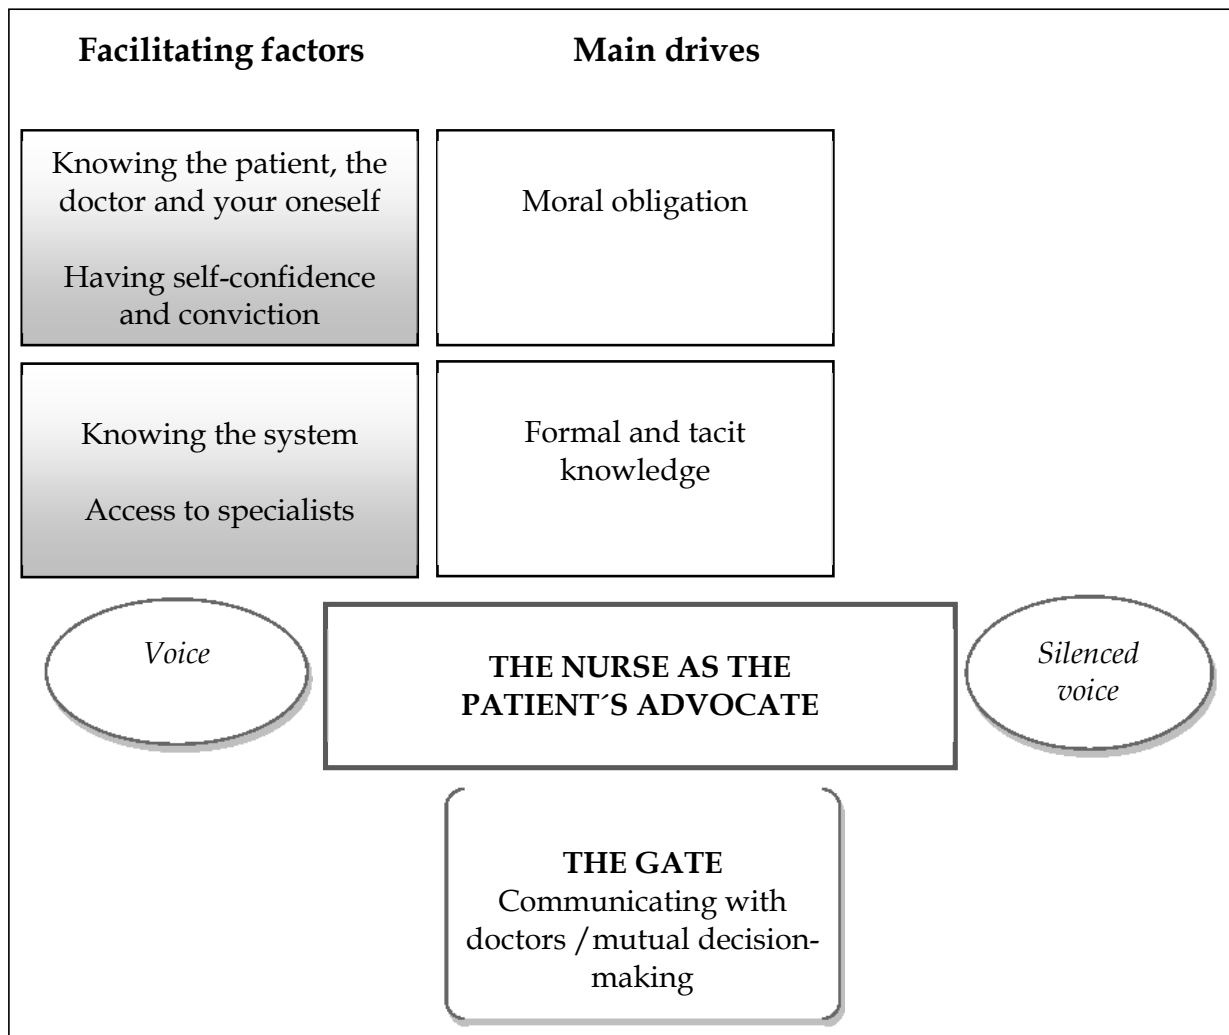 Facilitating factors
Main drives
Knowing the patient, the
doctor and your oneself
Having self-confidence
and conviction
Moral obligation
Knowing the system
Access to specialists
Formal and tacit
knowledge
Voice
THE NURSE AS THE
PATIENT´S ADVOCATE
Silenced
voice
THE GATE
Communicating with
doctors /mutual decision-
making